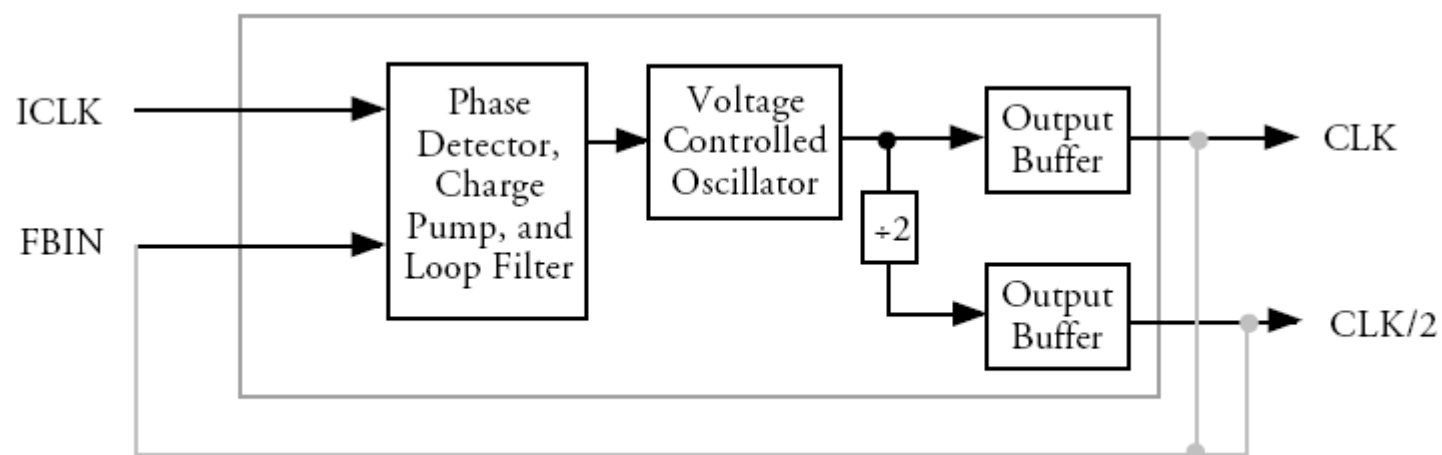 ICLK
FBIN
Phase
Detector,
Charge
Pump, and
Loop Filter
Voltage
Controlled
Oscillator
÷2
Output
Buffer
Output
Buffer
CLK
CLK/2